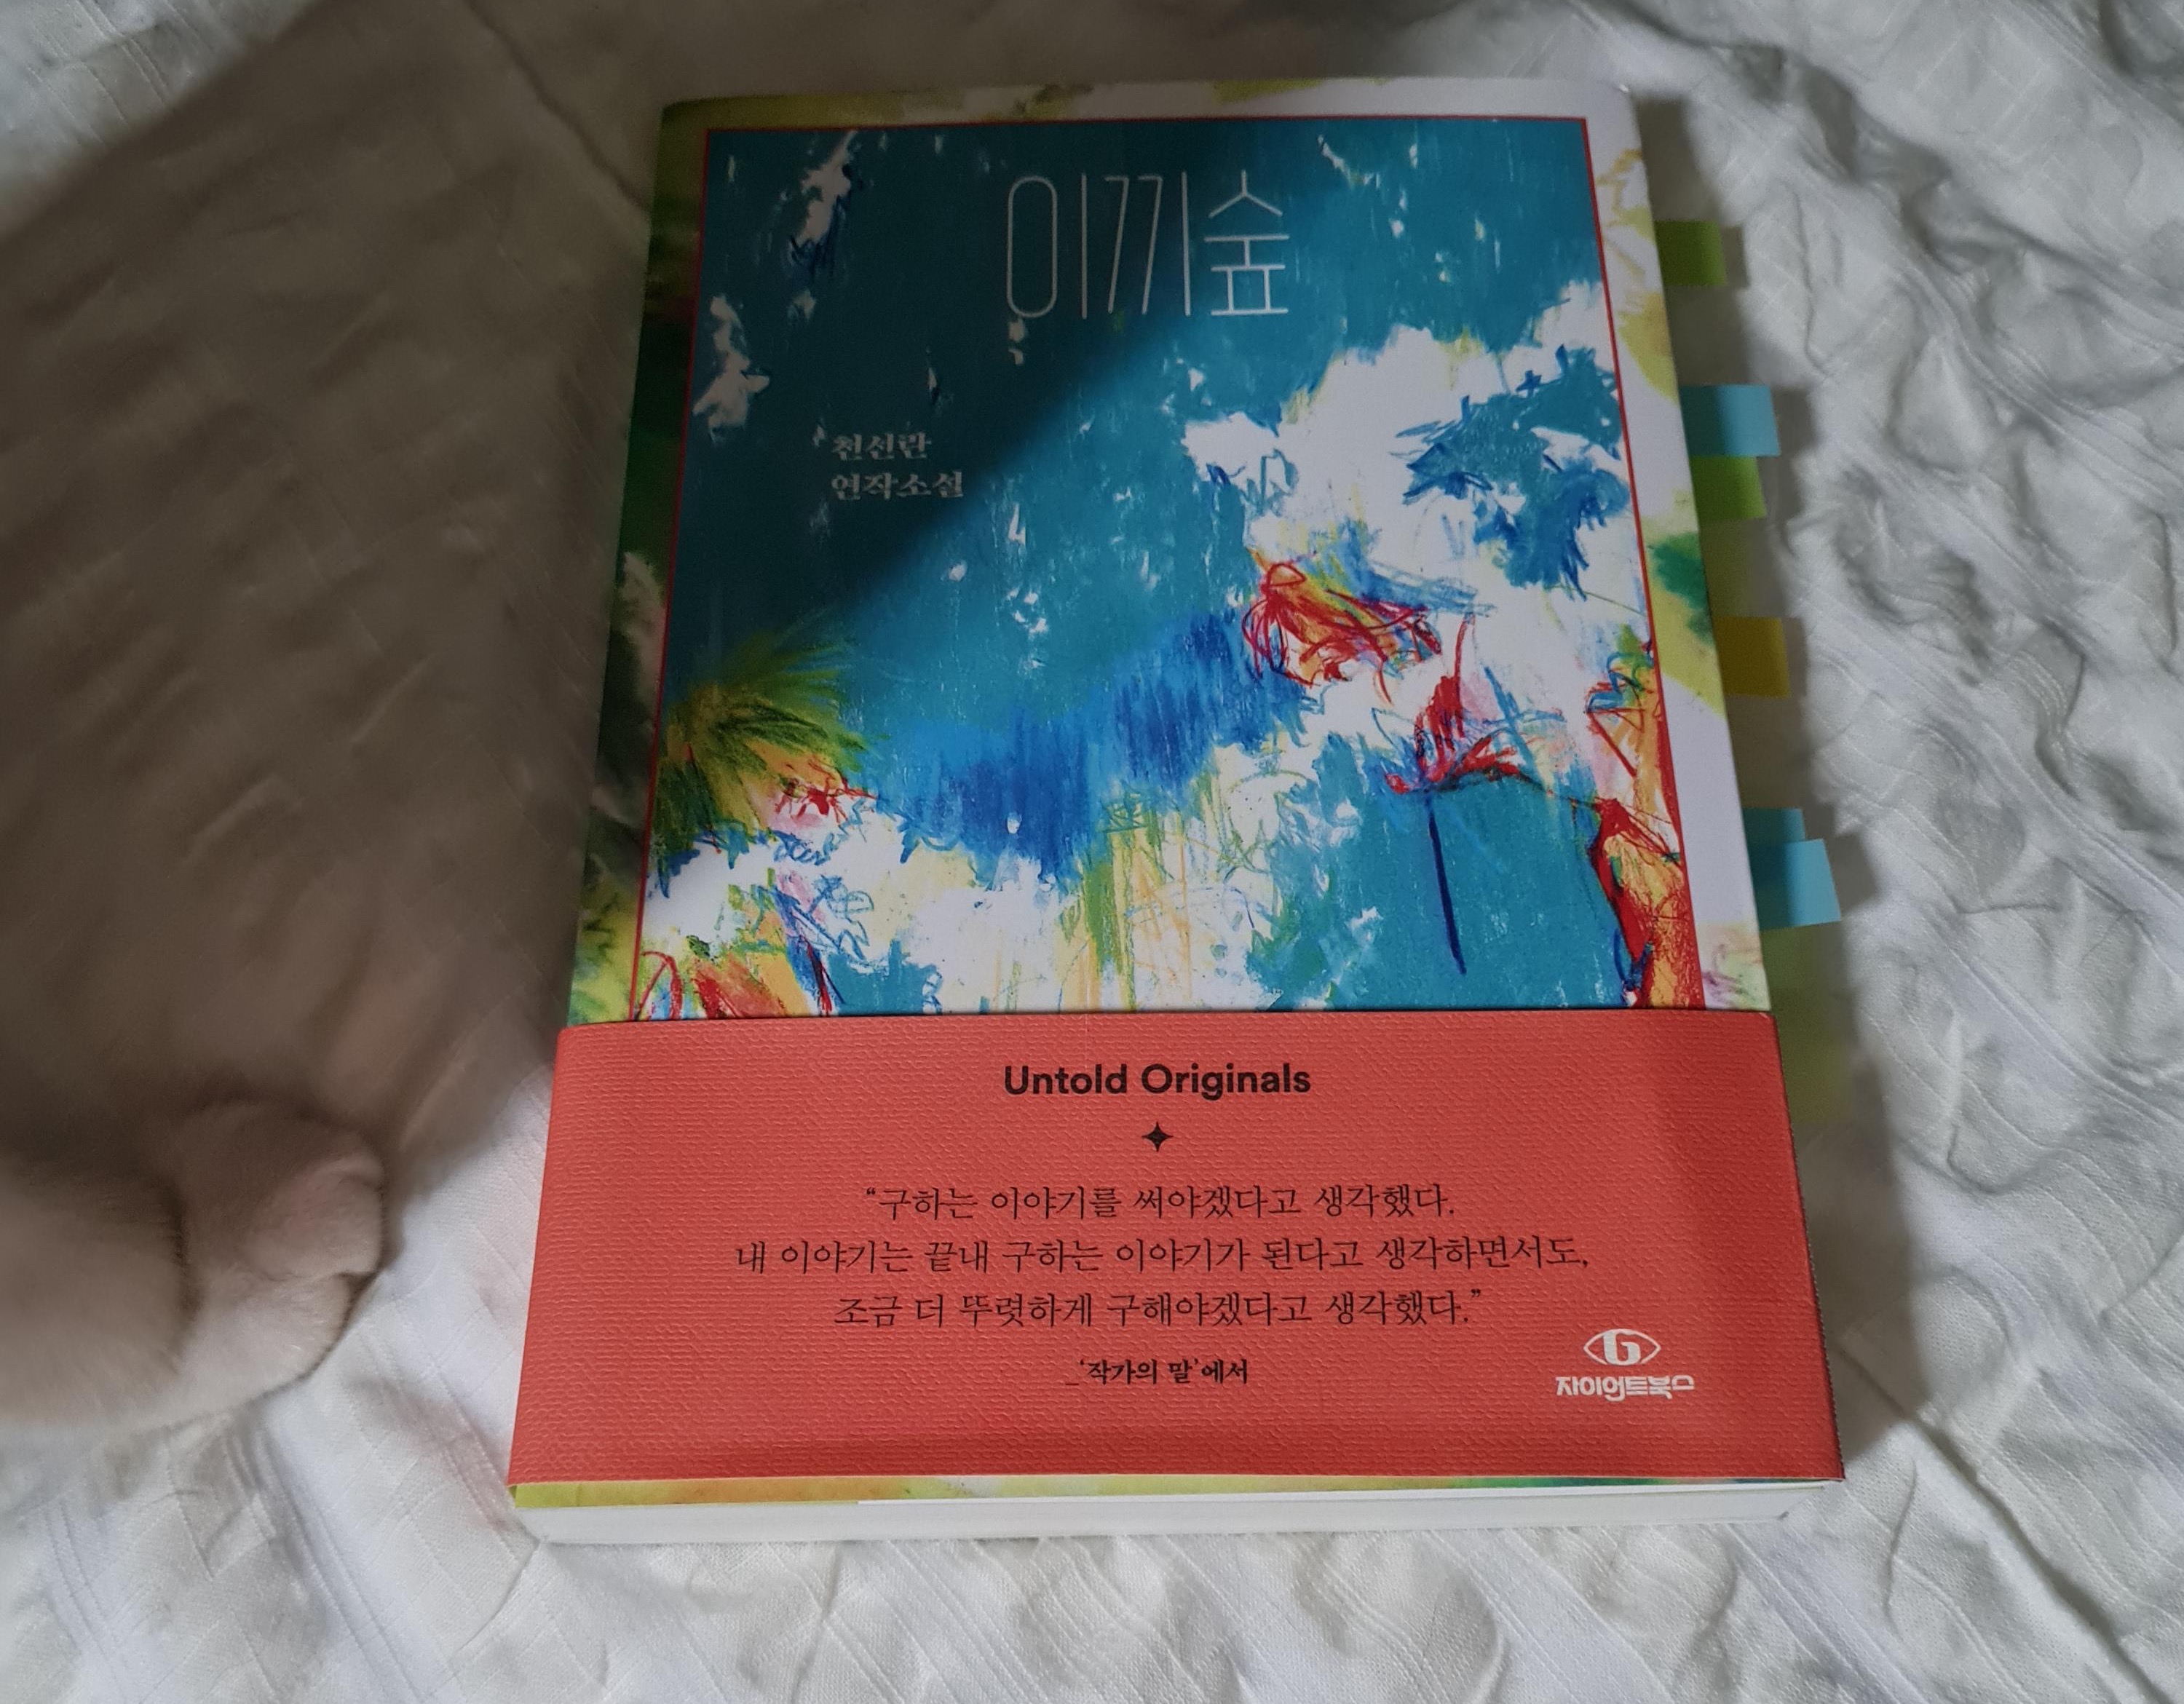 이끼숲
천선란
연작소설
Untold Originals
“구하는 이야기를 써야겠다고 생각했다.
내 이야기는 끝내 구하는 이야기가 된다고 생각하면서도,
조금 더 뚜렷하게 구해야겠다고 생각했다.”
_‘작가의 말’에서
G
자이언트북스